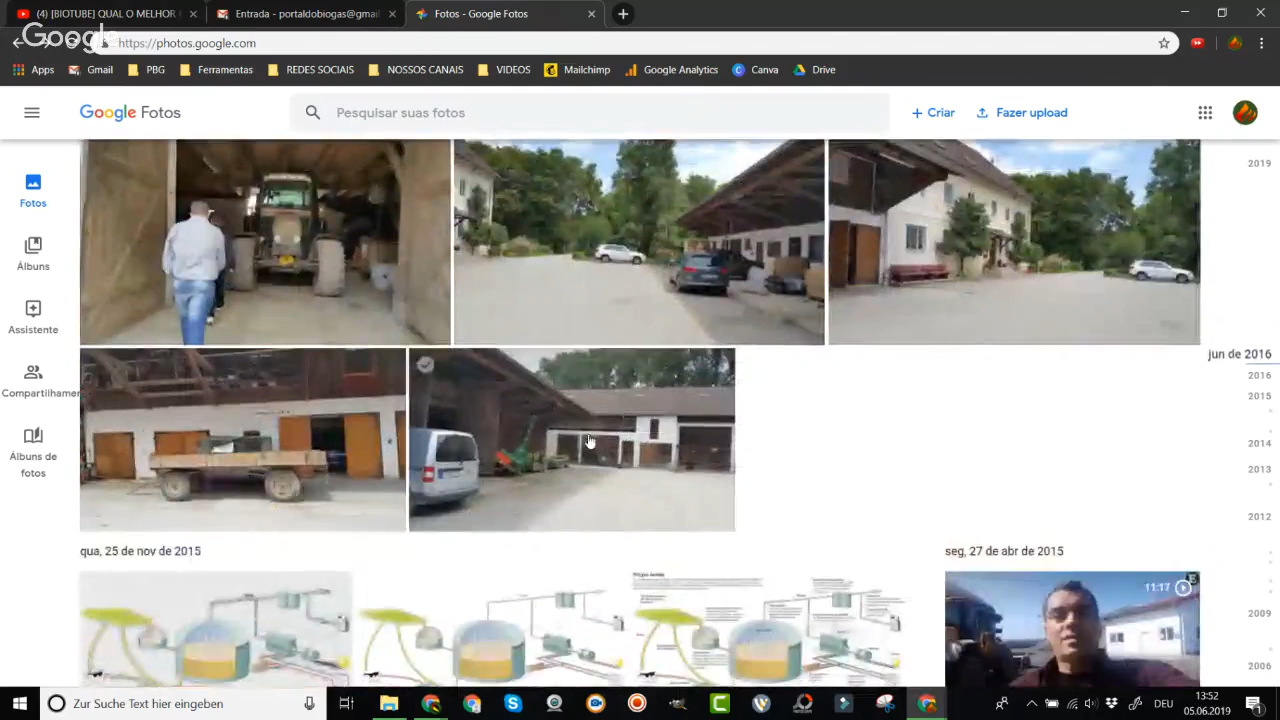 (4) [BIOTUBE] QUAL O MELHOR
Entrada - portaldobiogas@gmail
Fotos - Google Fotos
Google
https://photos.google.com
Apps
Gmail
PBG
Ferramentas
REDES SOCIAIS
NOSSOS CANAIS
VIDEOS
Mailchimp
Google Analytics
Canva
Drive
Google Fotos
Pesquisar suas fotos
Criar
Fazer upload
Fotos
Álbuns
Assistente
Compartilhamen
Álbuns de
fotos
2019
jun de 2016
2016
2015
2014
2013
2012
2009
2006
qua, 25 de nov de 2015
seg, 27 de abr de 2015
11:17
Zur Suche Text hier eingeben
DEU
13:52
05.06.2019